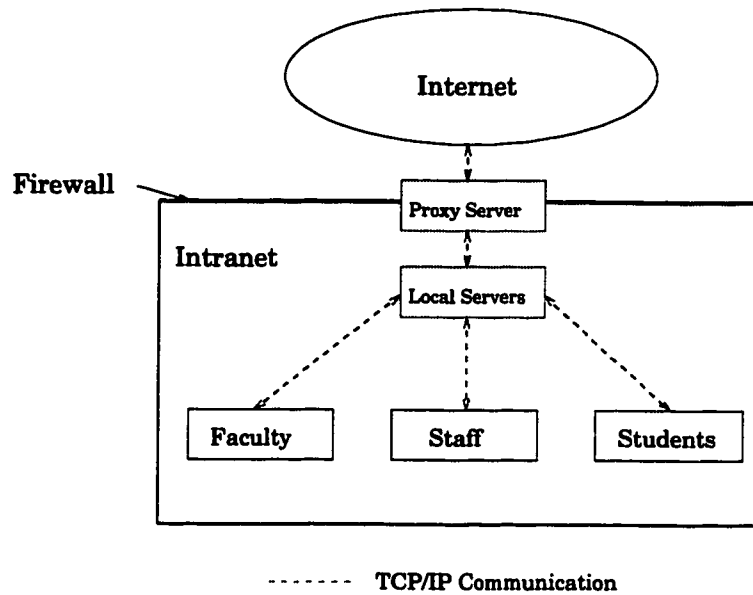 Internet
Firewall
Proxy Server
Intranet
Local Servers
Faculty
Staff
Students
TCP/IP Communication